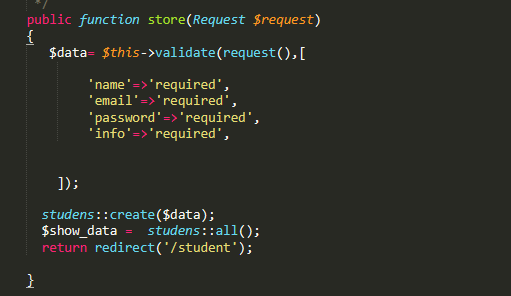 */
public function store(Request $request)
{
$data= $this->validate(request(),[
'name'=>'required',
'email'=>'required',
'password'=>'required',
'info'=>'required',
]);
studens::create($data);
$show_data = studens::all();
return redirect('/student');
}